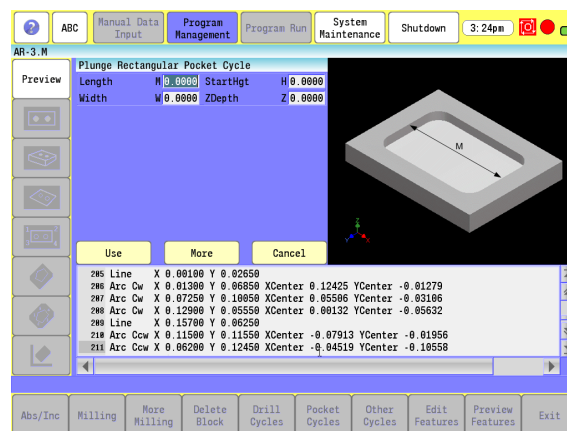 ABC Manual Data Input Program Management Program Run System Maintenance Shutdown 3:24pm
AR-3.M
Preview
Plunge Rectangular Pocket Cycle
Length M 0.0000 StartHgt H 0.0000
Width W 0.0000 ZDepth Z 0.0000
M
Z
Y X
Use More Cancel
205 Line X 0.00100 Y 0.02650
206 Arc Cw X 0.01300 Y 0.06850 XCenter 0.12425 YCenter -0.01279
207 Arc Cw X 0.07250 Y 0.10050 XCenter 0.05506 YCenter -0.03106
208 Arc Cw X 0.12900 Y 0.05550 XCenter 0.00132 YCenter -0.05632
209 Line X 0.15700 Y 0.06250
210 Arc Ccw X 0.11500 Y 0.11550 XCenter -0.07913 YCenter -0.01956
211 Arc Ccw X 0.06200 Y 0.12450 XCenter -0.04519 YCenter -0.10558
Abs/Inc Milling More Milling Delete Block Drill Cycles Pocket Cycles Other Cycles Edit Features Preview Features Exit